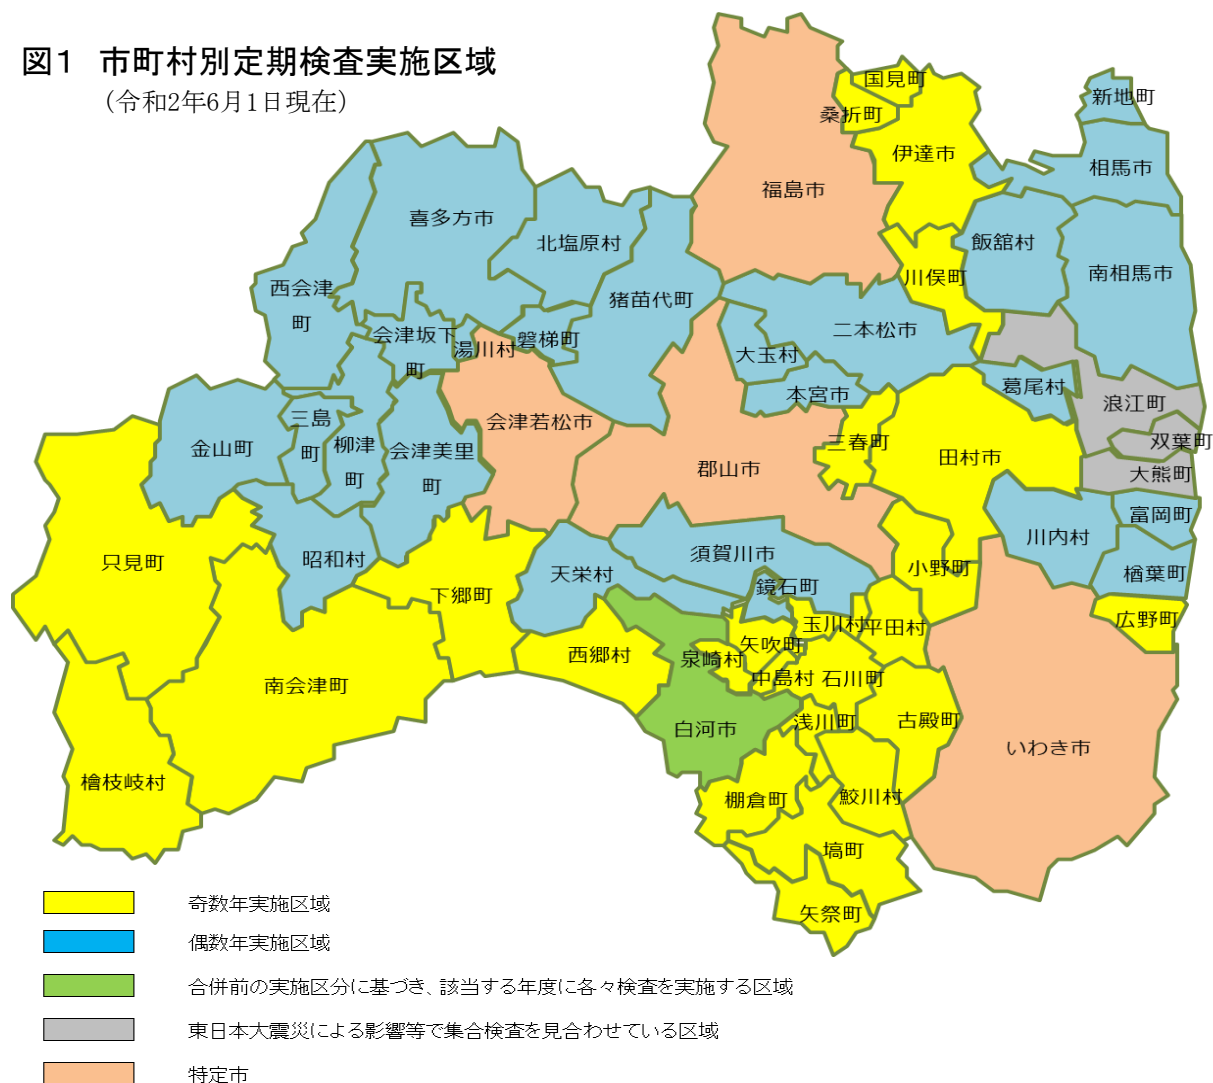 図1 市町村別定期検査実施区域
（令和2年6月1日現在）
国見町
新地町
桑折町
伊達市
相馬市
福島市
喜多方市
北塩原村
飯舘村
南相馬市
川俣町
西会津
町
猪苗代町
二本松市
会津坂下
町
湯川村
磐梯町
大玉村
本宮市
葛尾村
浪江町
双葉町
大熊町
三島
町
会津若松市
金山町
柳津
町
会津美里
町
三春町
田村市
郡山市
富岡町
川内村
須賀川市
只見町
昭和村
天栄村
小野町
楢葉町
鏡石町
下郷町
広野町
玉川村
平田村
矢吹町
西郷村
泉崎村
中島村
石川町
南会津町
浅川町
古殿町
白河市
いわき市
檜枝岐村
棚倉町
鮫川村
塙町
矢祭町
奇数年実施区域
偶数年実施区域
合併前の実施区分に基づき、該当する年度に各々検査を実施する区域
東日本大震災による影響等で集合検査を見合わせている区域
特定市